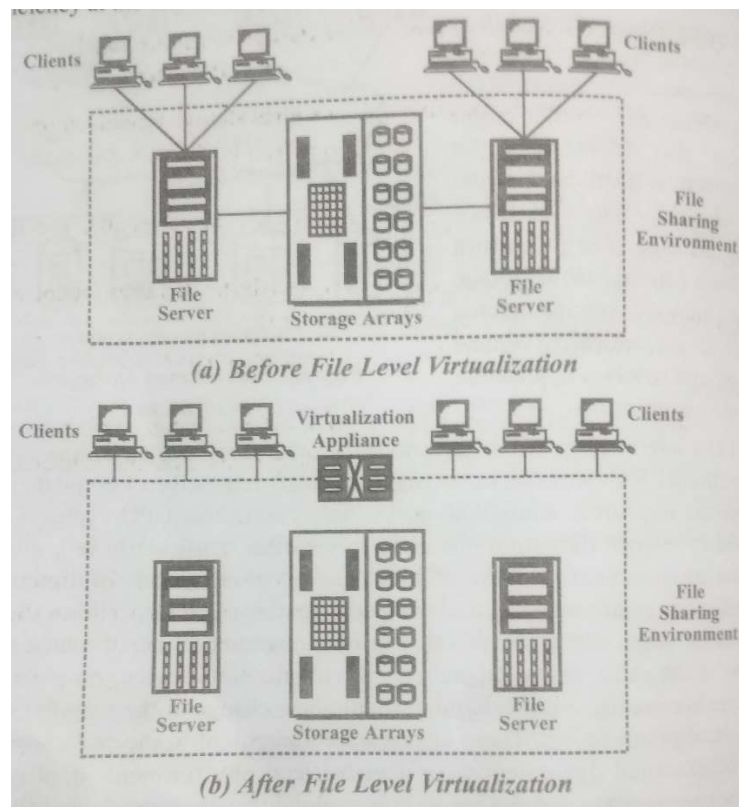 Clients
Clients
File
Server
Storage Arrays
File
Server
File
Sharing
Environment
(a) Before File Level Virtualization
Clients
Virtualization
Appliance
Clients
File
Server
Storage Arrays
File
Server
File
Sharing
Environment
(b) After File Level Virtualization